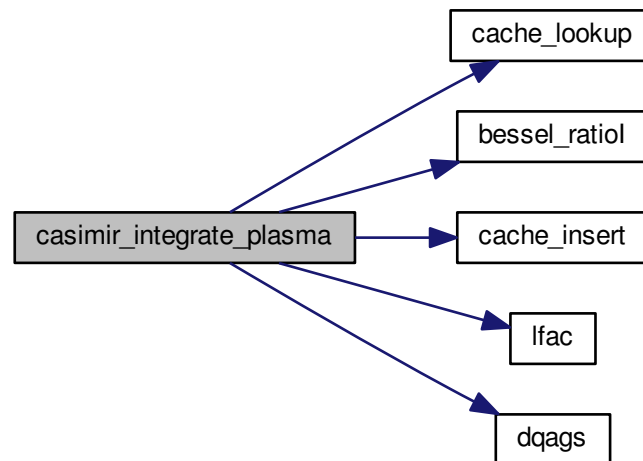 cache_lookup
bessel_ratioI
casimir_integrate_plasma
cache_insert
lfac
dqags